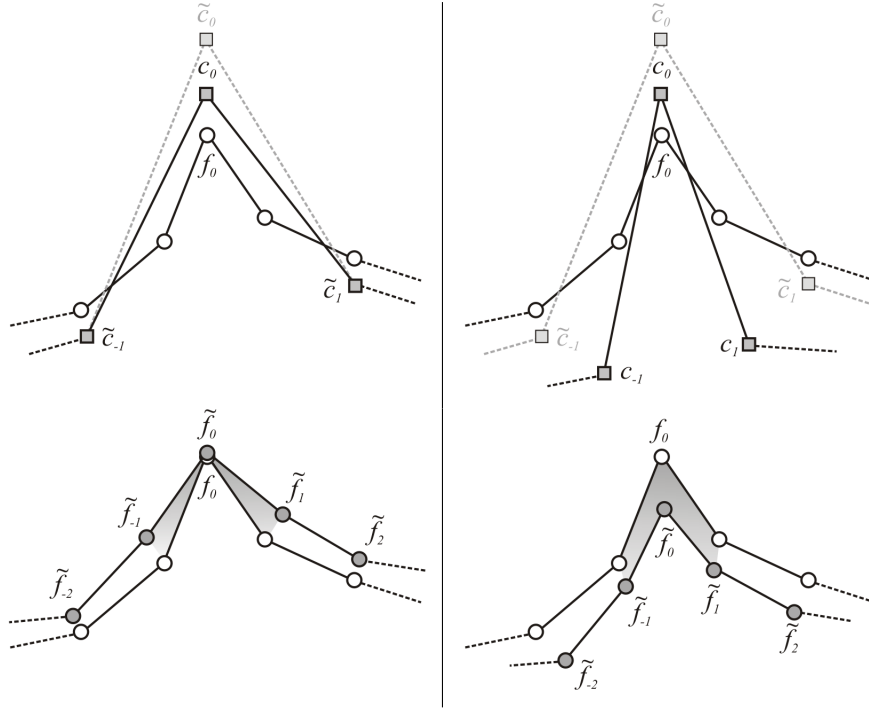 c̃₀
c₀
f₀
c̃₁
c̃₋₁
c̃₀
c₀
f₀
c̃₁
c̃₋₁
c₁
c₋₁
f̃₀
f₀
f̃₋₁
f̃₁
f̃₂
f̃₋₂
f₀
f̃₀
f̃₋₁
f̃₁
f̃₂
f̃₋₂